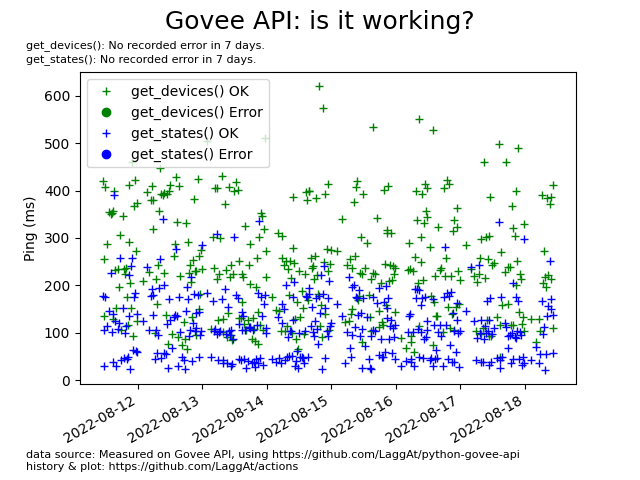 Govee API: is it working?
get_devices(): No recorded error in 7 days.
get_states(): No recorded error in 7 days.
get_devices() OK
get_devices() Error
get_states() OK
get_states() Error
Ping (ms)
600
500
400
300
200
100
0
2022-08-12
2022-08-13
2022-08-14
2022-08-15
2022-08-16
2022-08-17
2022-08-18
data source: Measured on Govee API, using https://github.com/LaggAt/python-govee-api
history & plot: https://github.com/LaggAt/actions